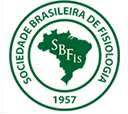 SOCIEDADE BRASILEIRA DE FISIOLOGIA
SBFis
1957